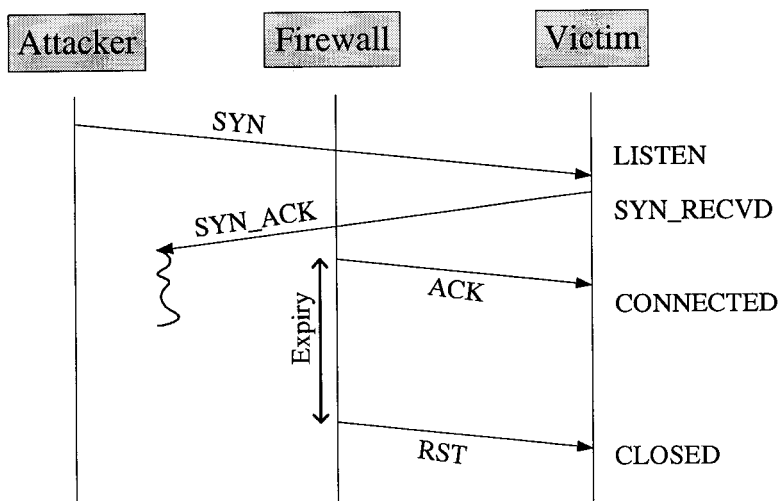 Attacker
Firewall
Victim
SYN
LISTEN
SYN_ACK
SYN_RECVD
ACK
CONNECTED
Expiry
RST
CLOSED